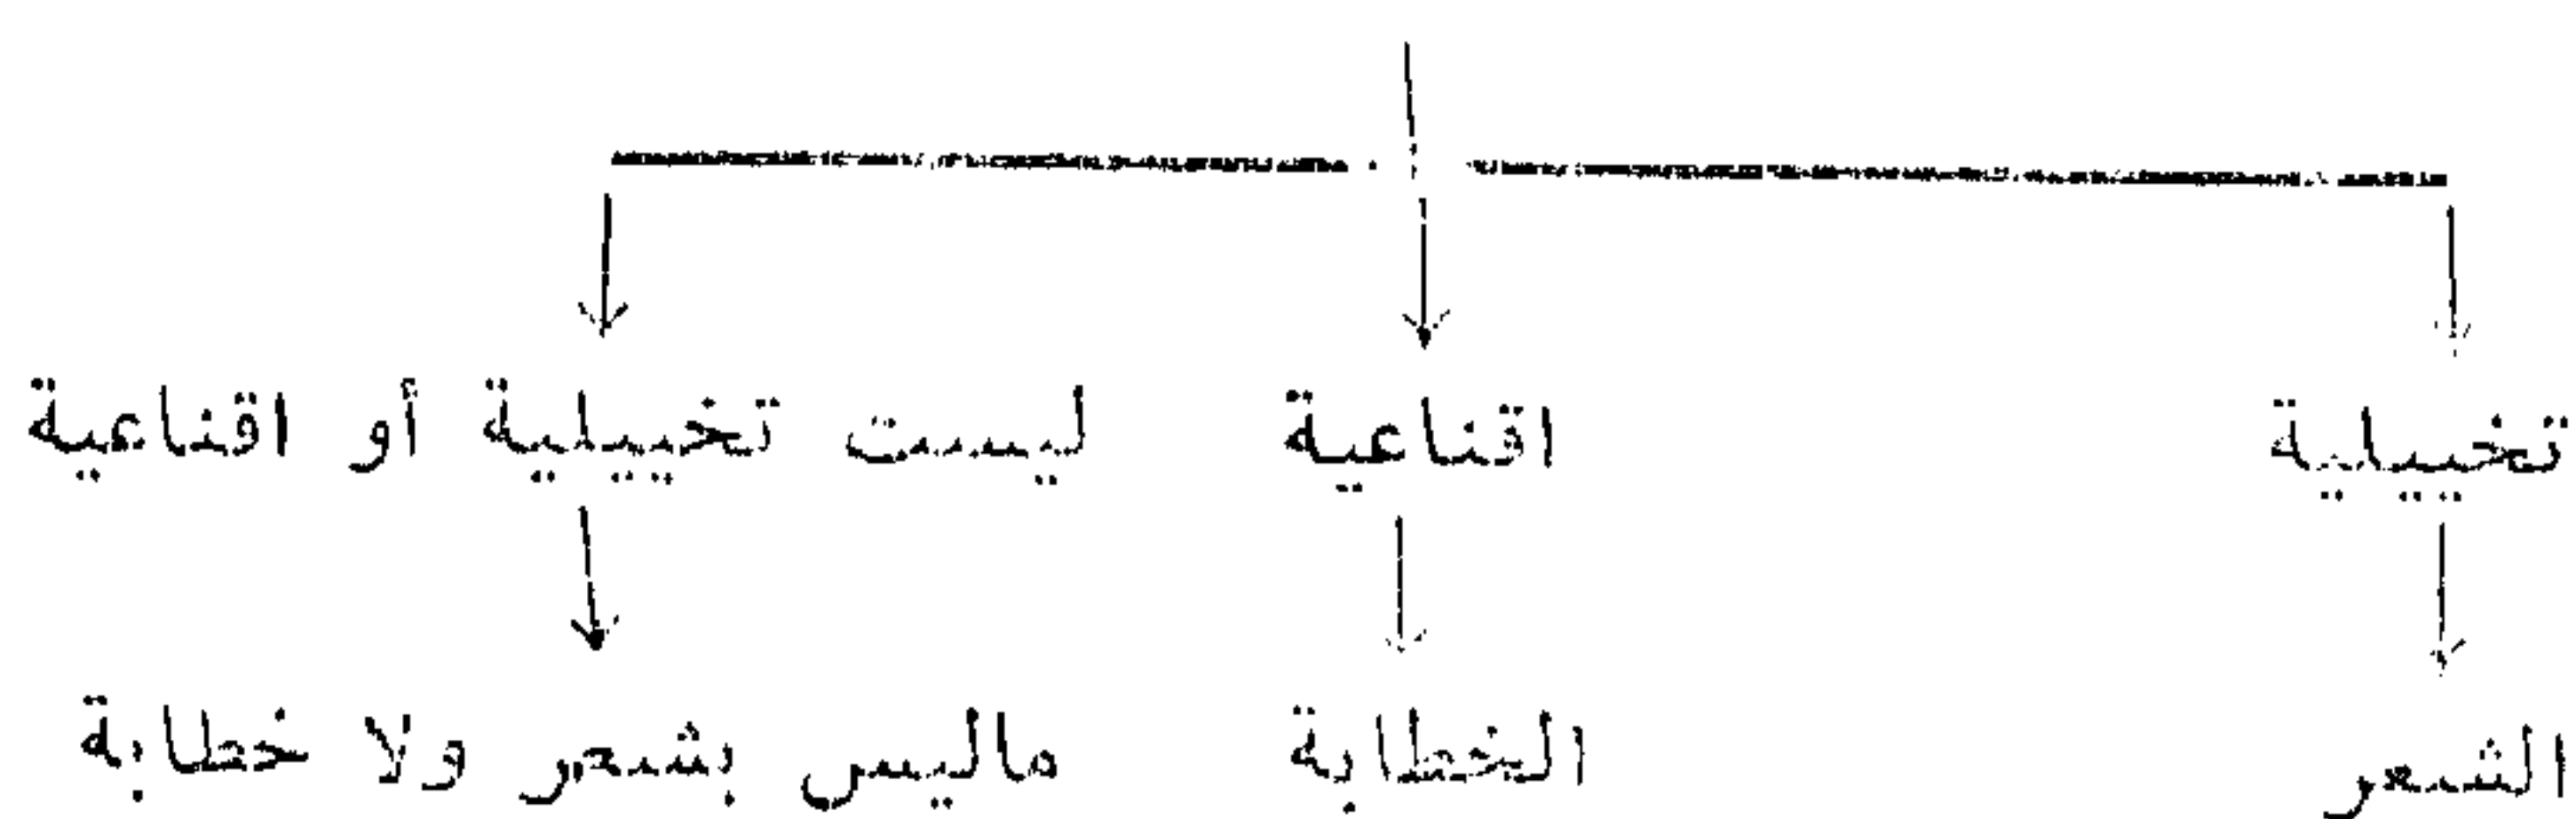 تخييلية اقناعية ليست تخييلية أو اقناعية
الشعر الخطابة ماليس بشعر ولا خطابة